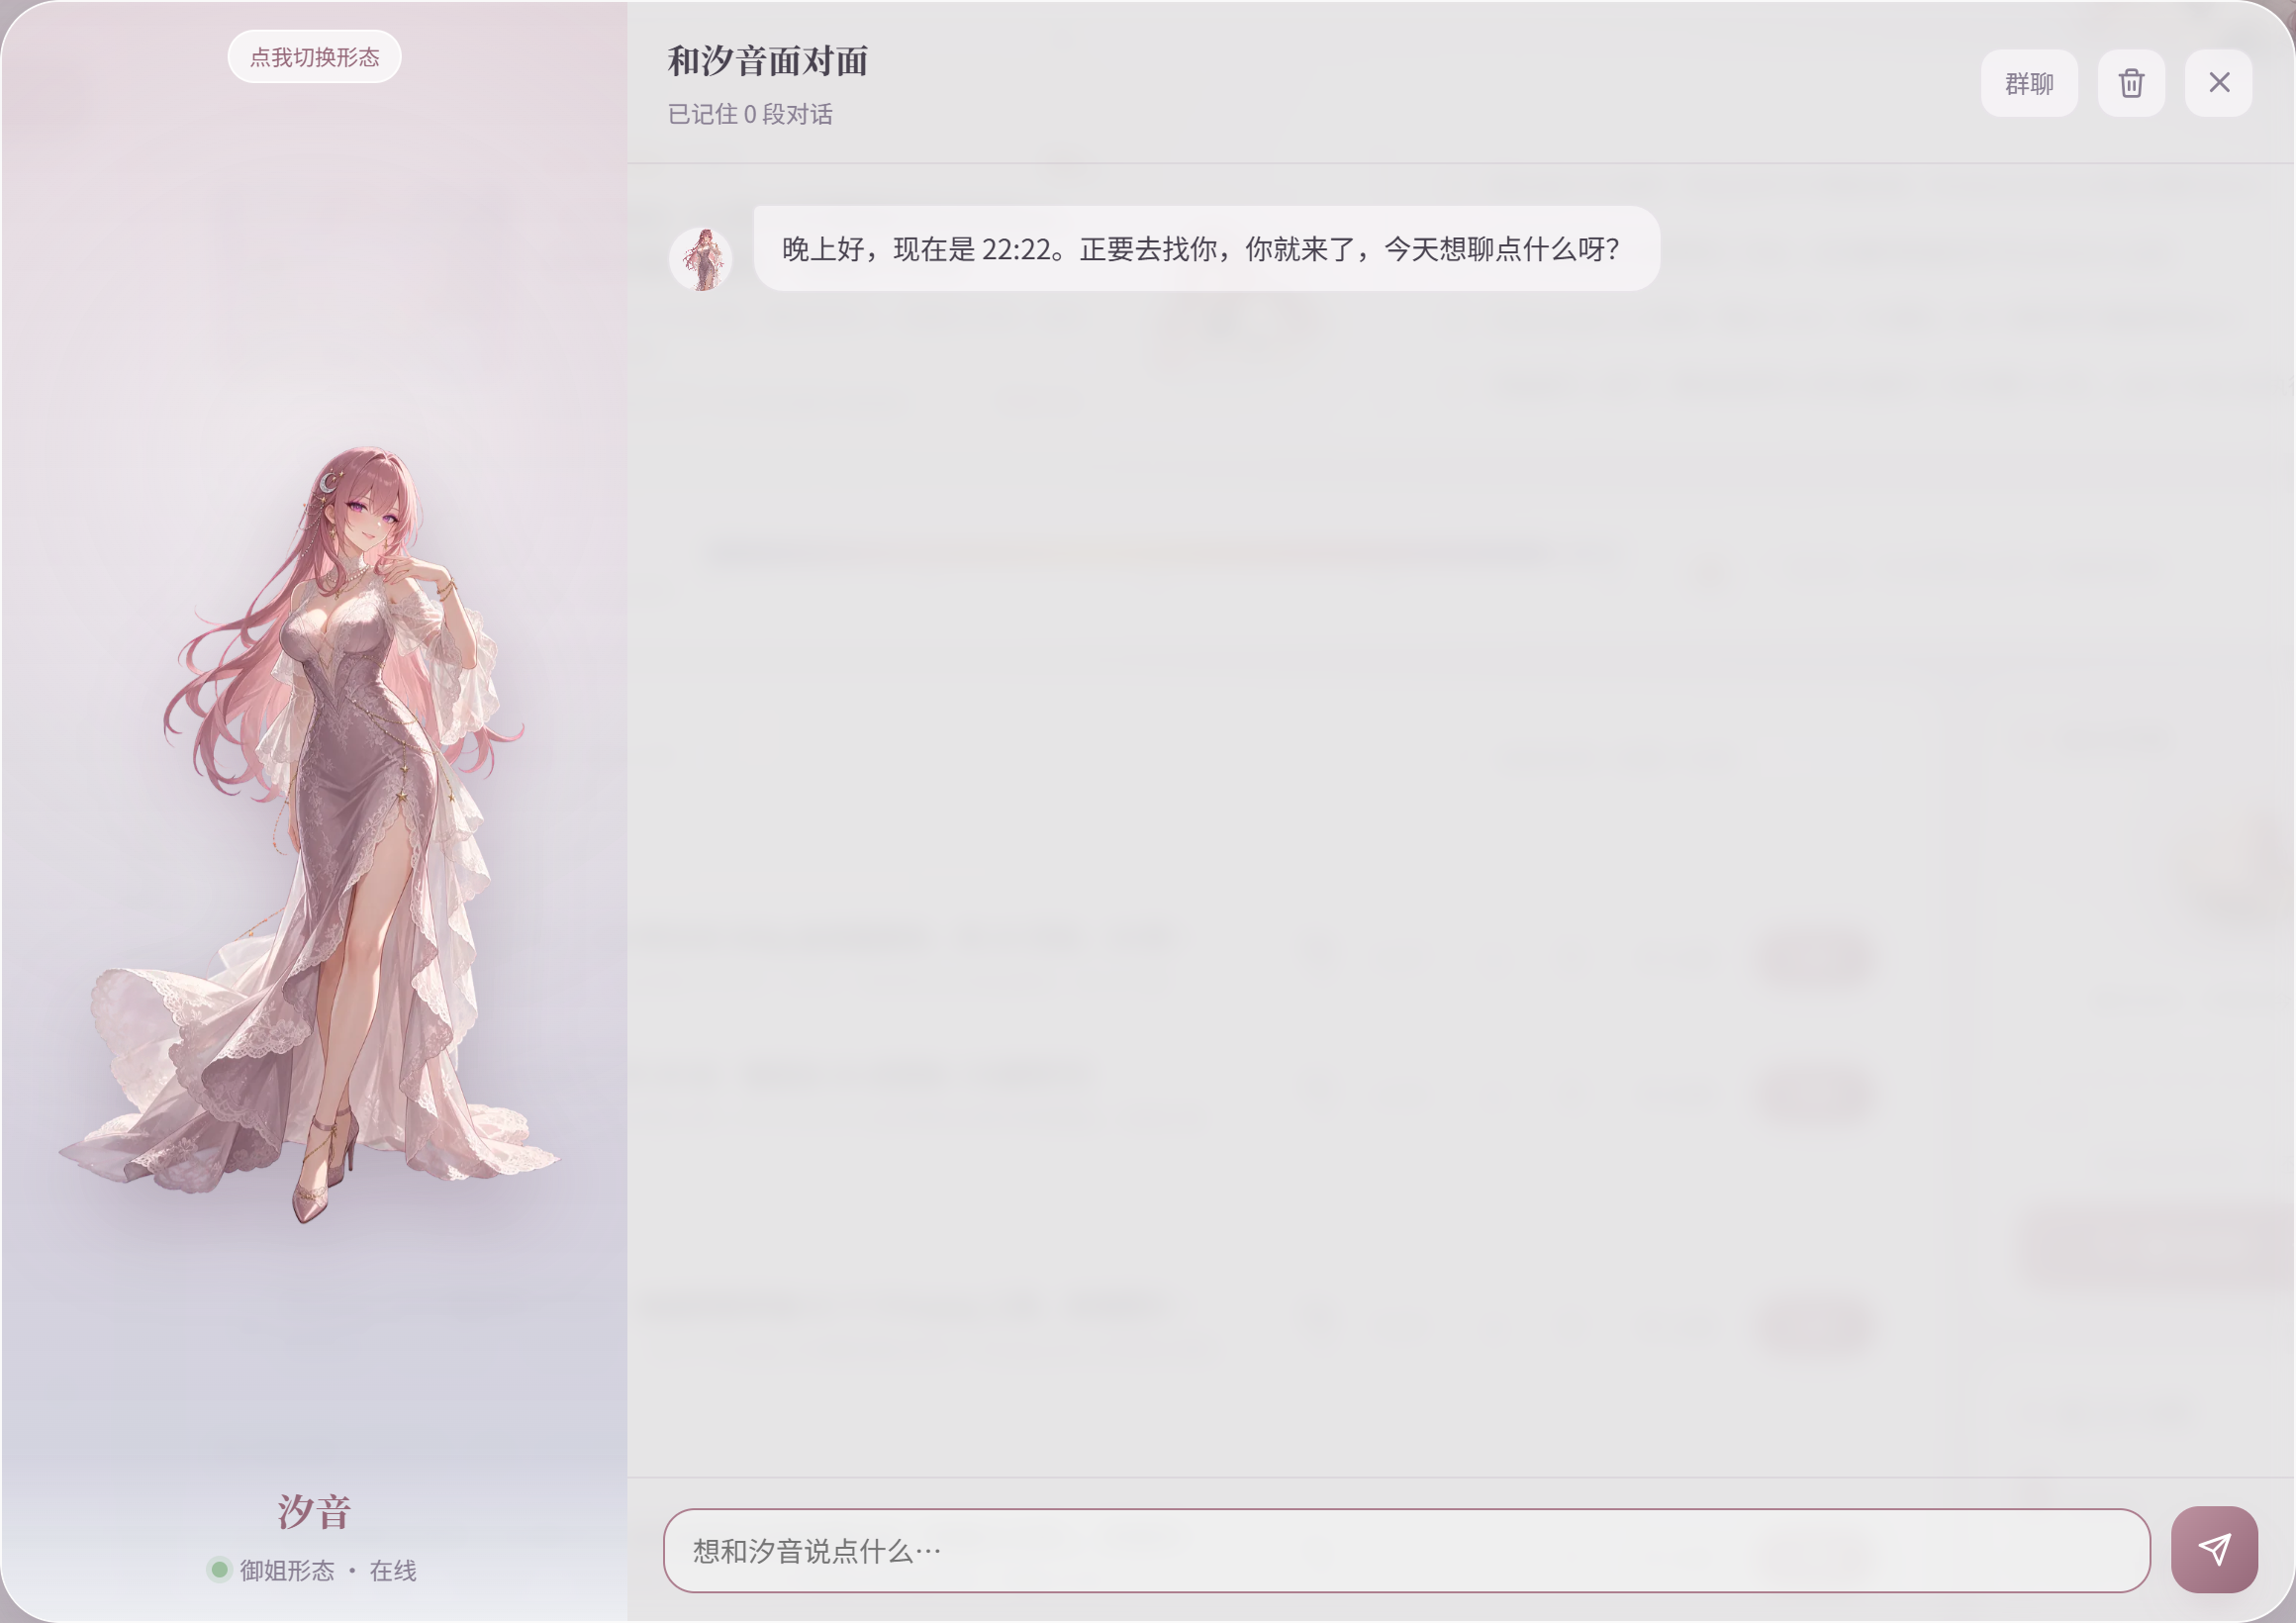 点我切换形态
和汐音面对面
已记住 0 段对话
群聊
晚上好，现在是 22:22。正要去找你，你就来了，今天想聊点什么呀？
汐音
御姐形态 · 在线
想和汐音说点什么…